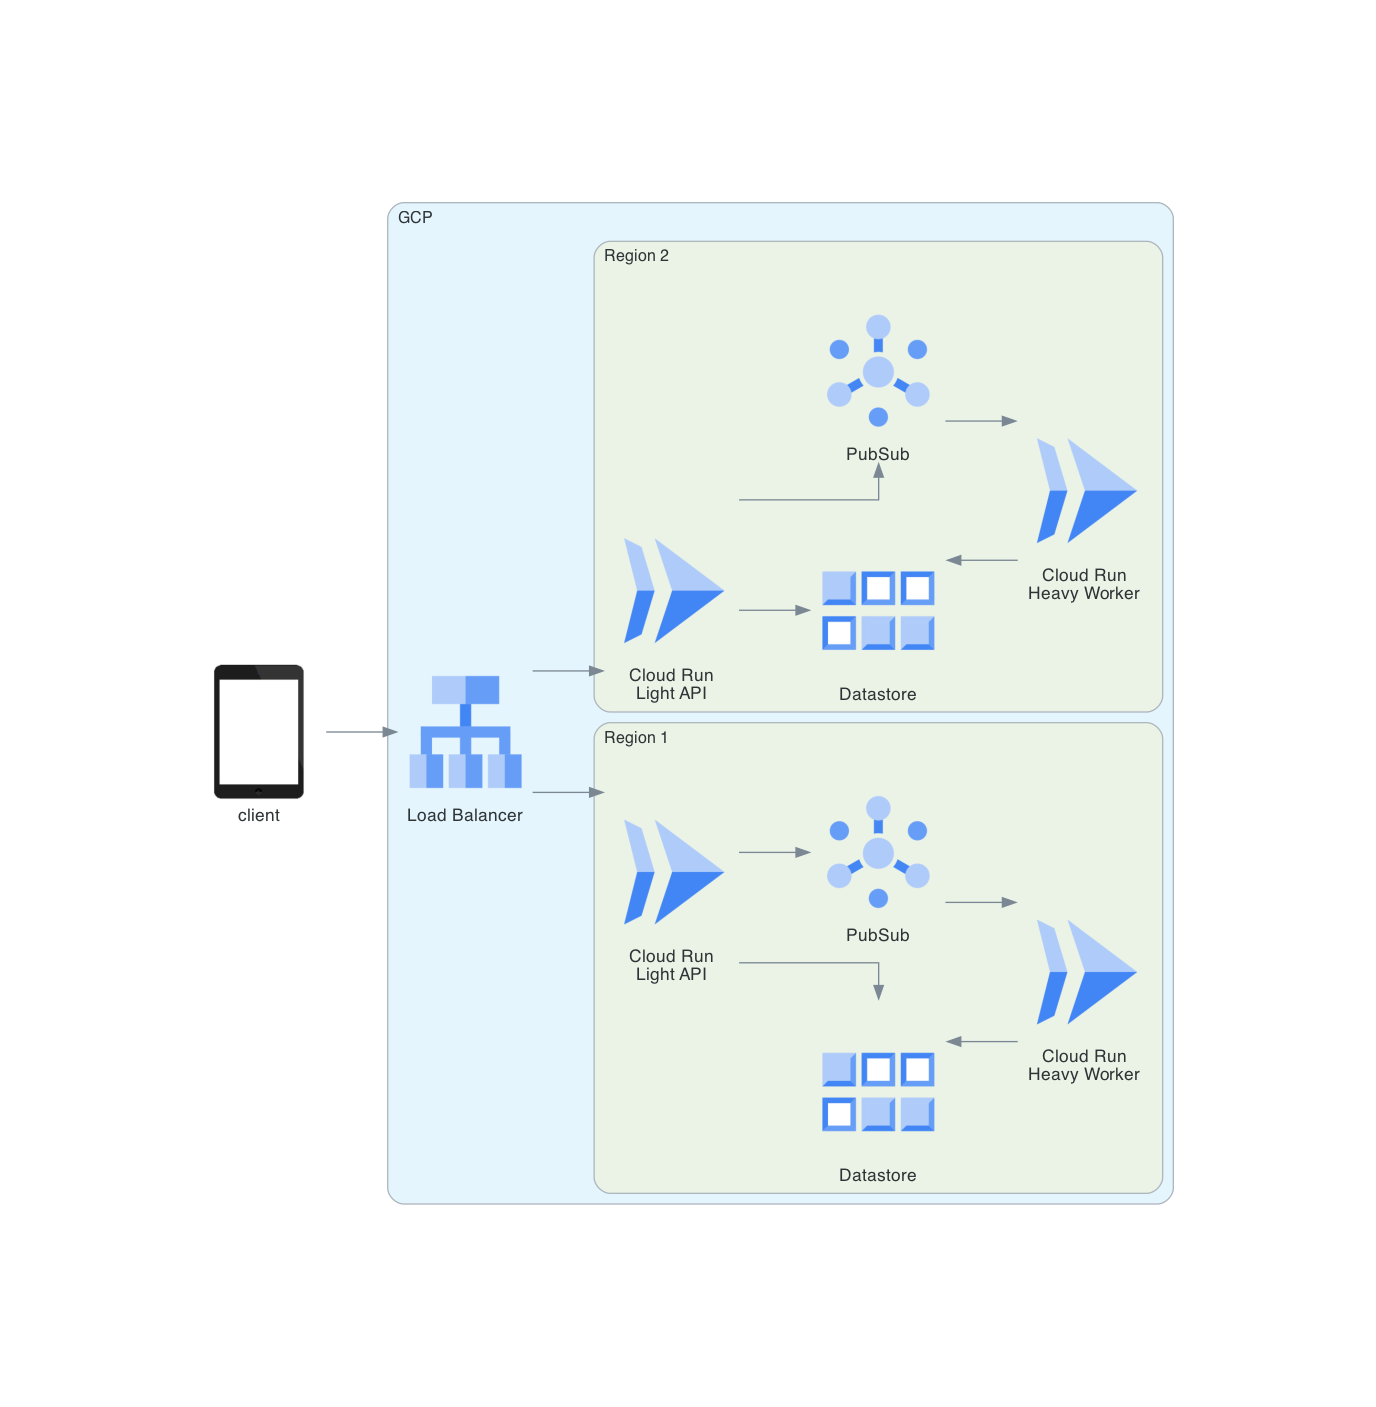 GCP
Region 2
PubSub
Cloud Run
Heavy Worker
Cloud Run
Light API
Datastore
client
Load Balancer
Region 1
PubSub
Cloud Run
Light API
Cloud Run
Heavy Worker
Datastore